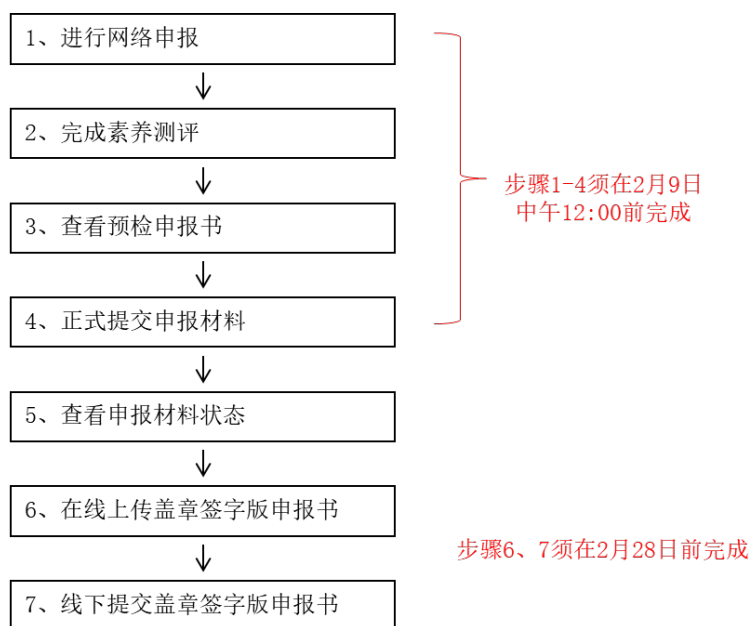 1、进行网络申报
2、完成素养测评
3、查看预检申报书
4、正式提交申报材料
步骤1-4须在2月9日
中午12:00前完成
5、查看申报材料状态
6、在线上传盖章签字版申报书
7、线下提交盖章签字版申报书
步骤6、7须在2月28日前完成